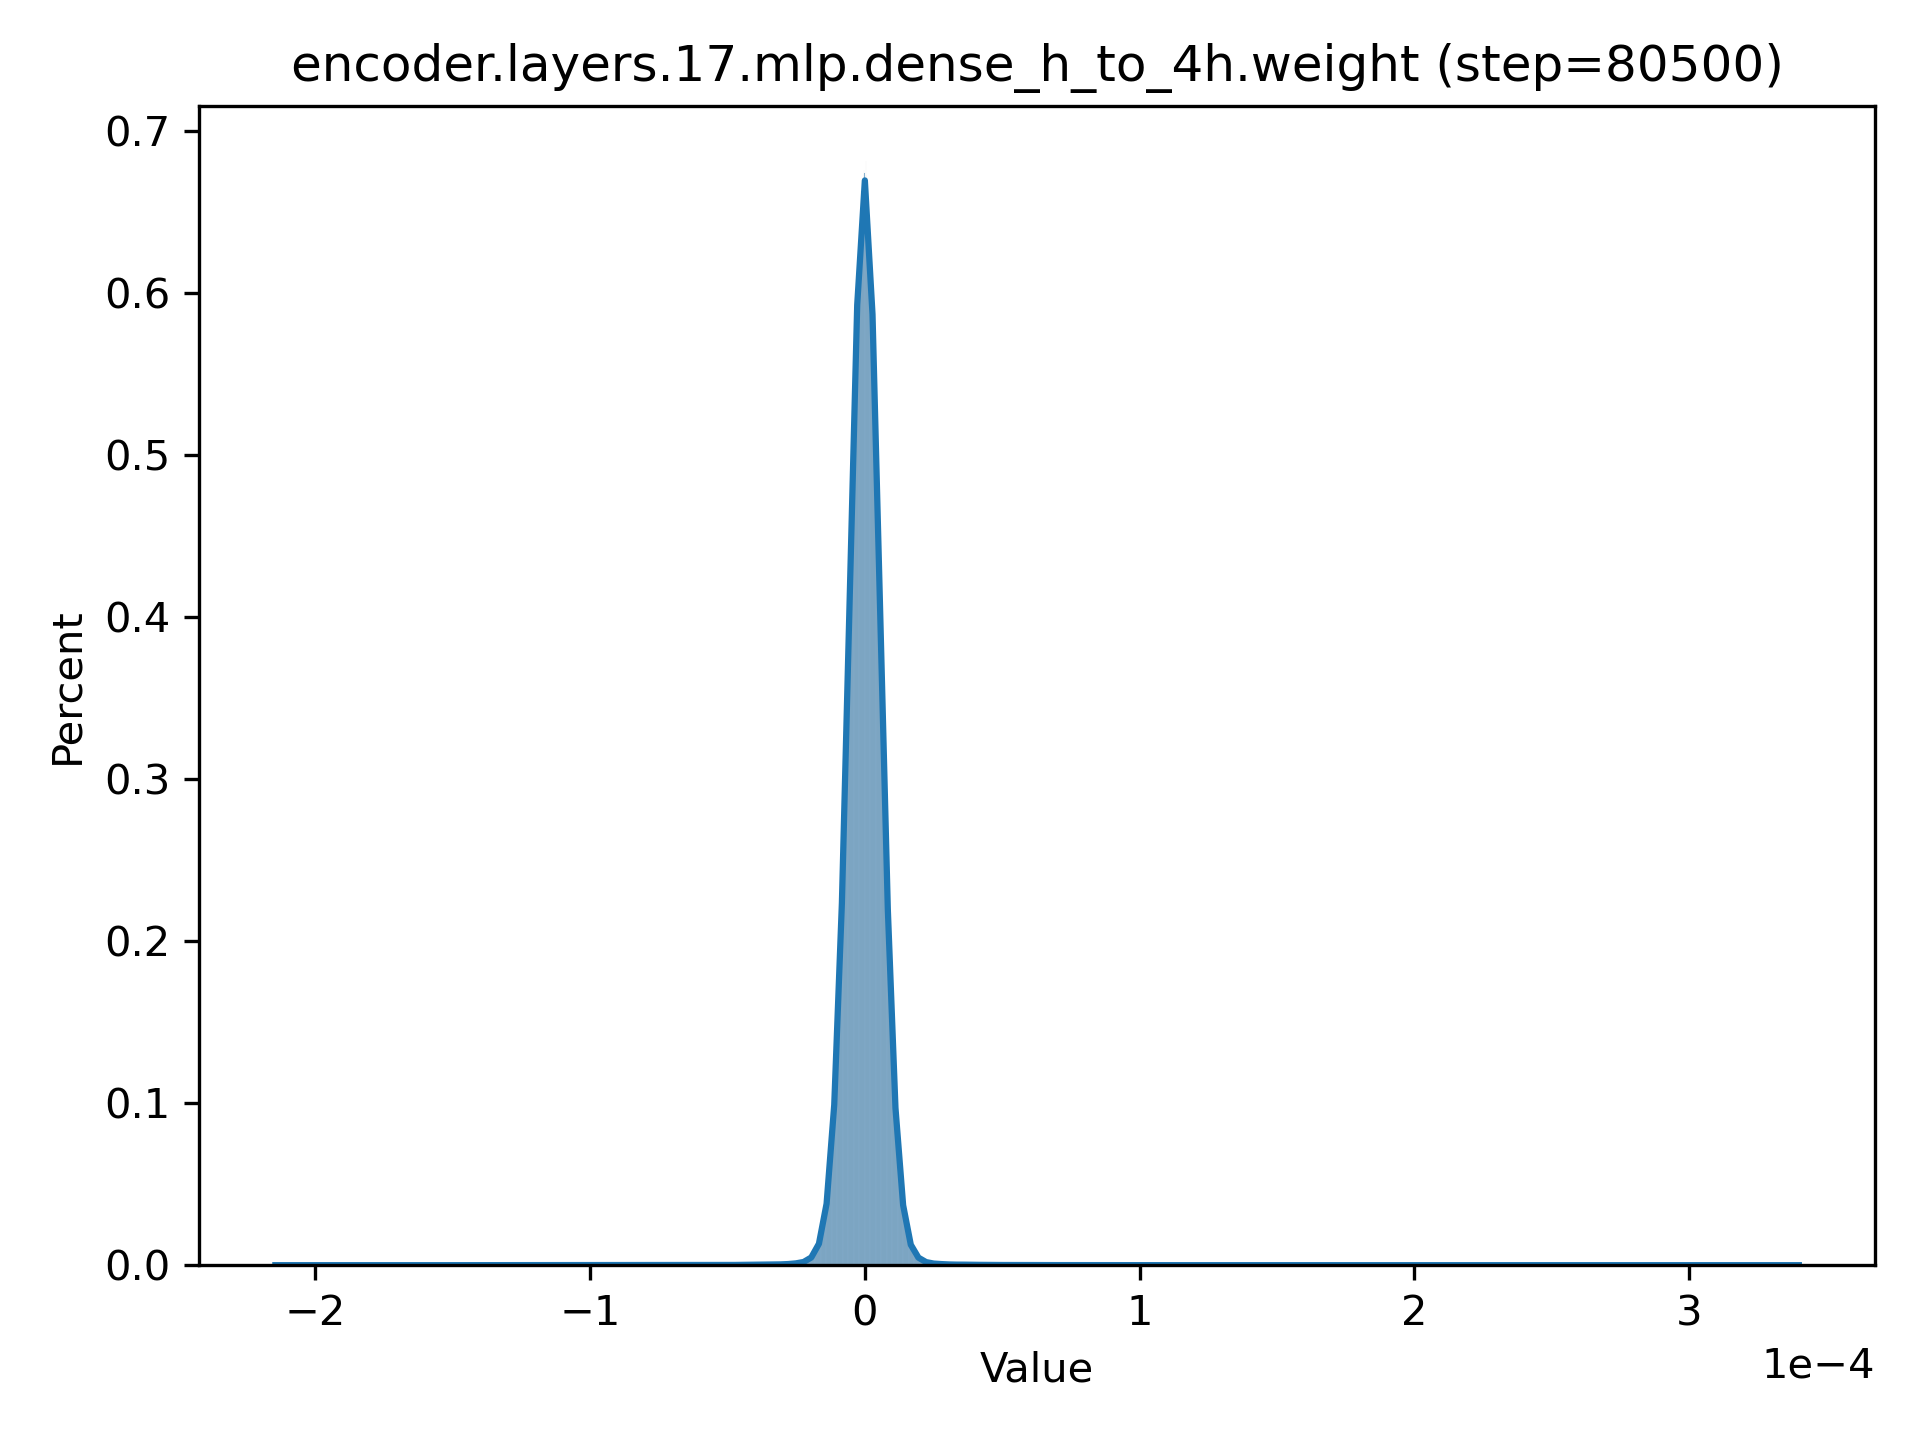 encoder.layers.17.mlp.dense_h_to_4h.weight (step=80500)
0.7
0.6
0.5
0.4
0.3
0.2
0.1
0.0
Percent
−2 −1 0 1 2 3
1e−4
Value